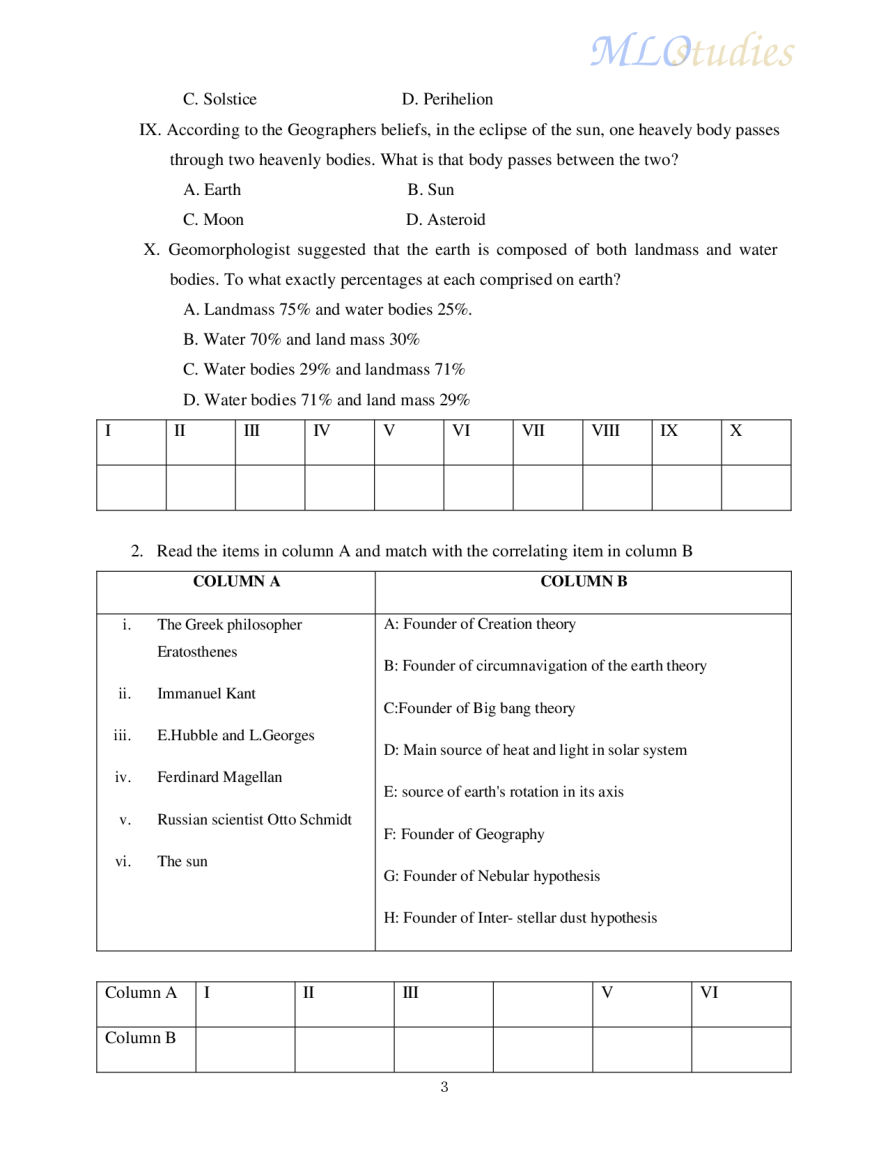 MLOstudies
C. Solstice D. Perihelion
IX. According to the Geographers beliefs, in the eclipse of the sun, one heavely body passes
through two heavenly bodies. What is that body passes between the two?
A. Earth B. Sun
C. Moon D. Asteroid
X. Geomorphologist suggested that the earth is composed of both landmass and water
bodies. To what exactly percentages at each comprised on earth?
A. Landmass 75% and water bodies 25%.
B. Water 70% and land mass 30%
C. Water bodies 29% and landmass 71%
D. Water bodies 71% and land mass 29%
I II III IV V VI VII VIII IX X
2. Read the items in column A and match with the correlating item in column B
COLUMN A COLUMN B
i. The Greek philosopher
Eratosthenes
ii. Immanuel Kant
iii. E.Hubble and L.Georges
iv. Ferdinard Magellan
v. Russian scientist Otto Schmidt
vi. The sun
A: Founder of Creation theory
B: Founder of circumnavigation of the earth theory
C:Founder of Big bang theory
D: Main source of heat and light in solar system
E: source of earth's rotation in its axis
F: Founder of Geography
G: Founder of Nebular hypothesis
H: Founder of Inter- stellar dust hypothesis
Column A I II III V VI
Column B
3